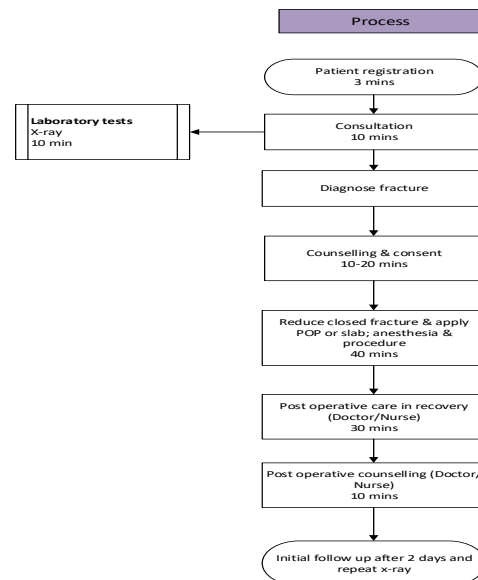 Process
Patient registration
3 mins
Laboratory tests
X-ray
10 min
Consultation
10 mins
Diagnose fracture
Counselling & consent
10-20 mins
Reduce closed fracture & apply
POP or slab; anesthesia &
procedure
40 mins
Post operative care in recovery
(Doctor/Nurse)
30 mins
Post operative counselling (Doctor/
Nurse)
10 mins
Initial follow up after 2 days and
repeat x-ray